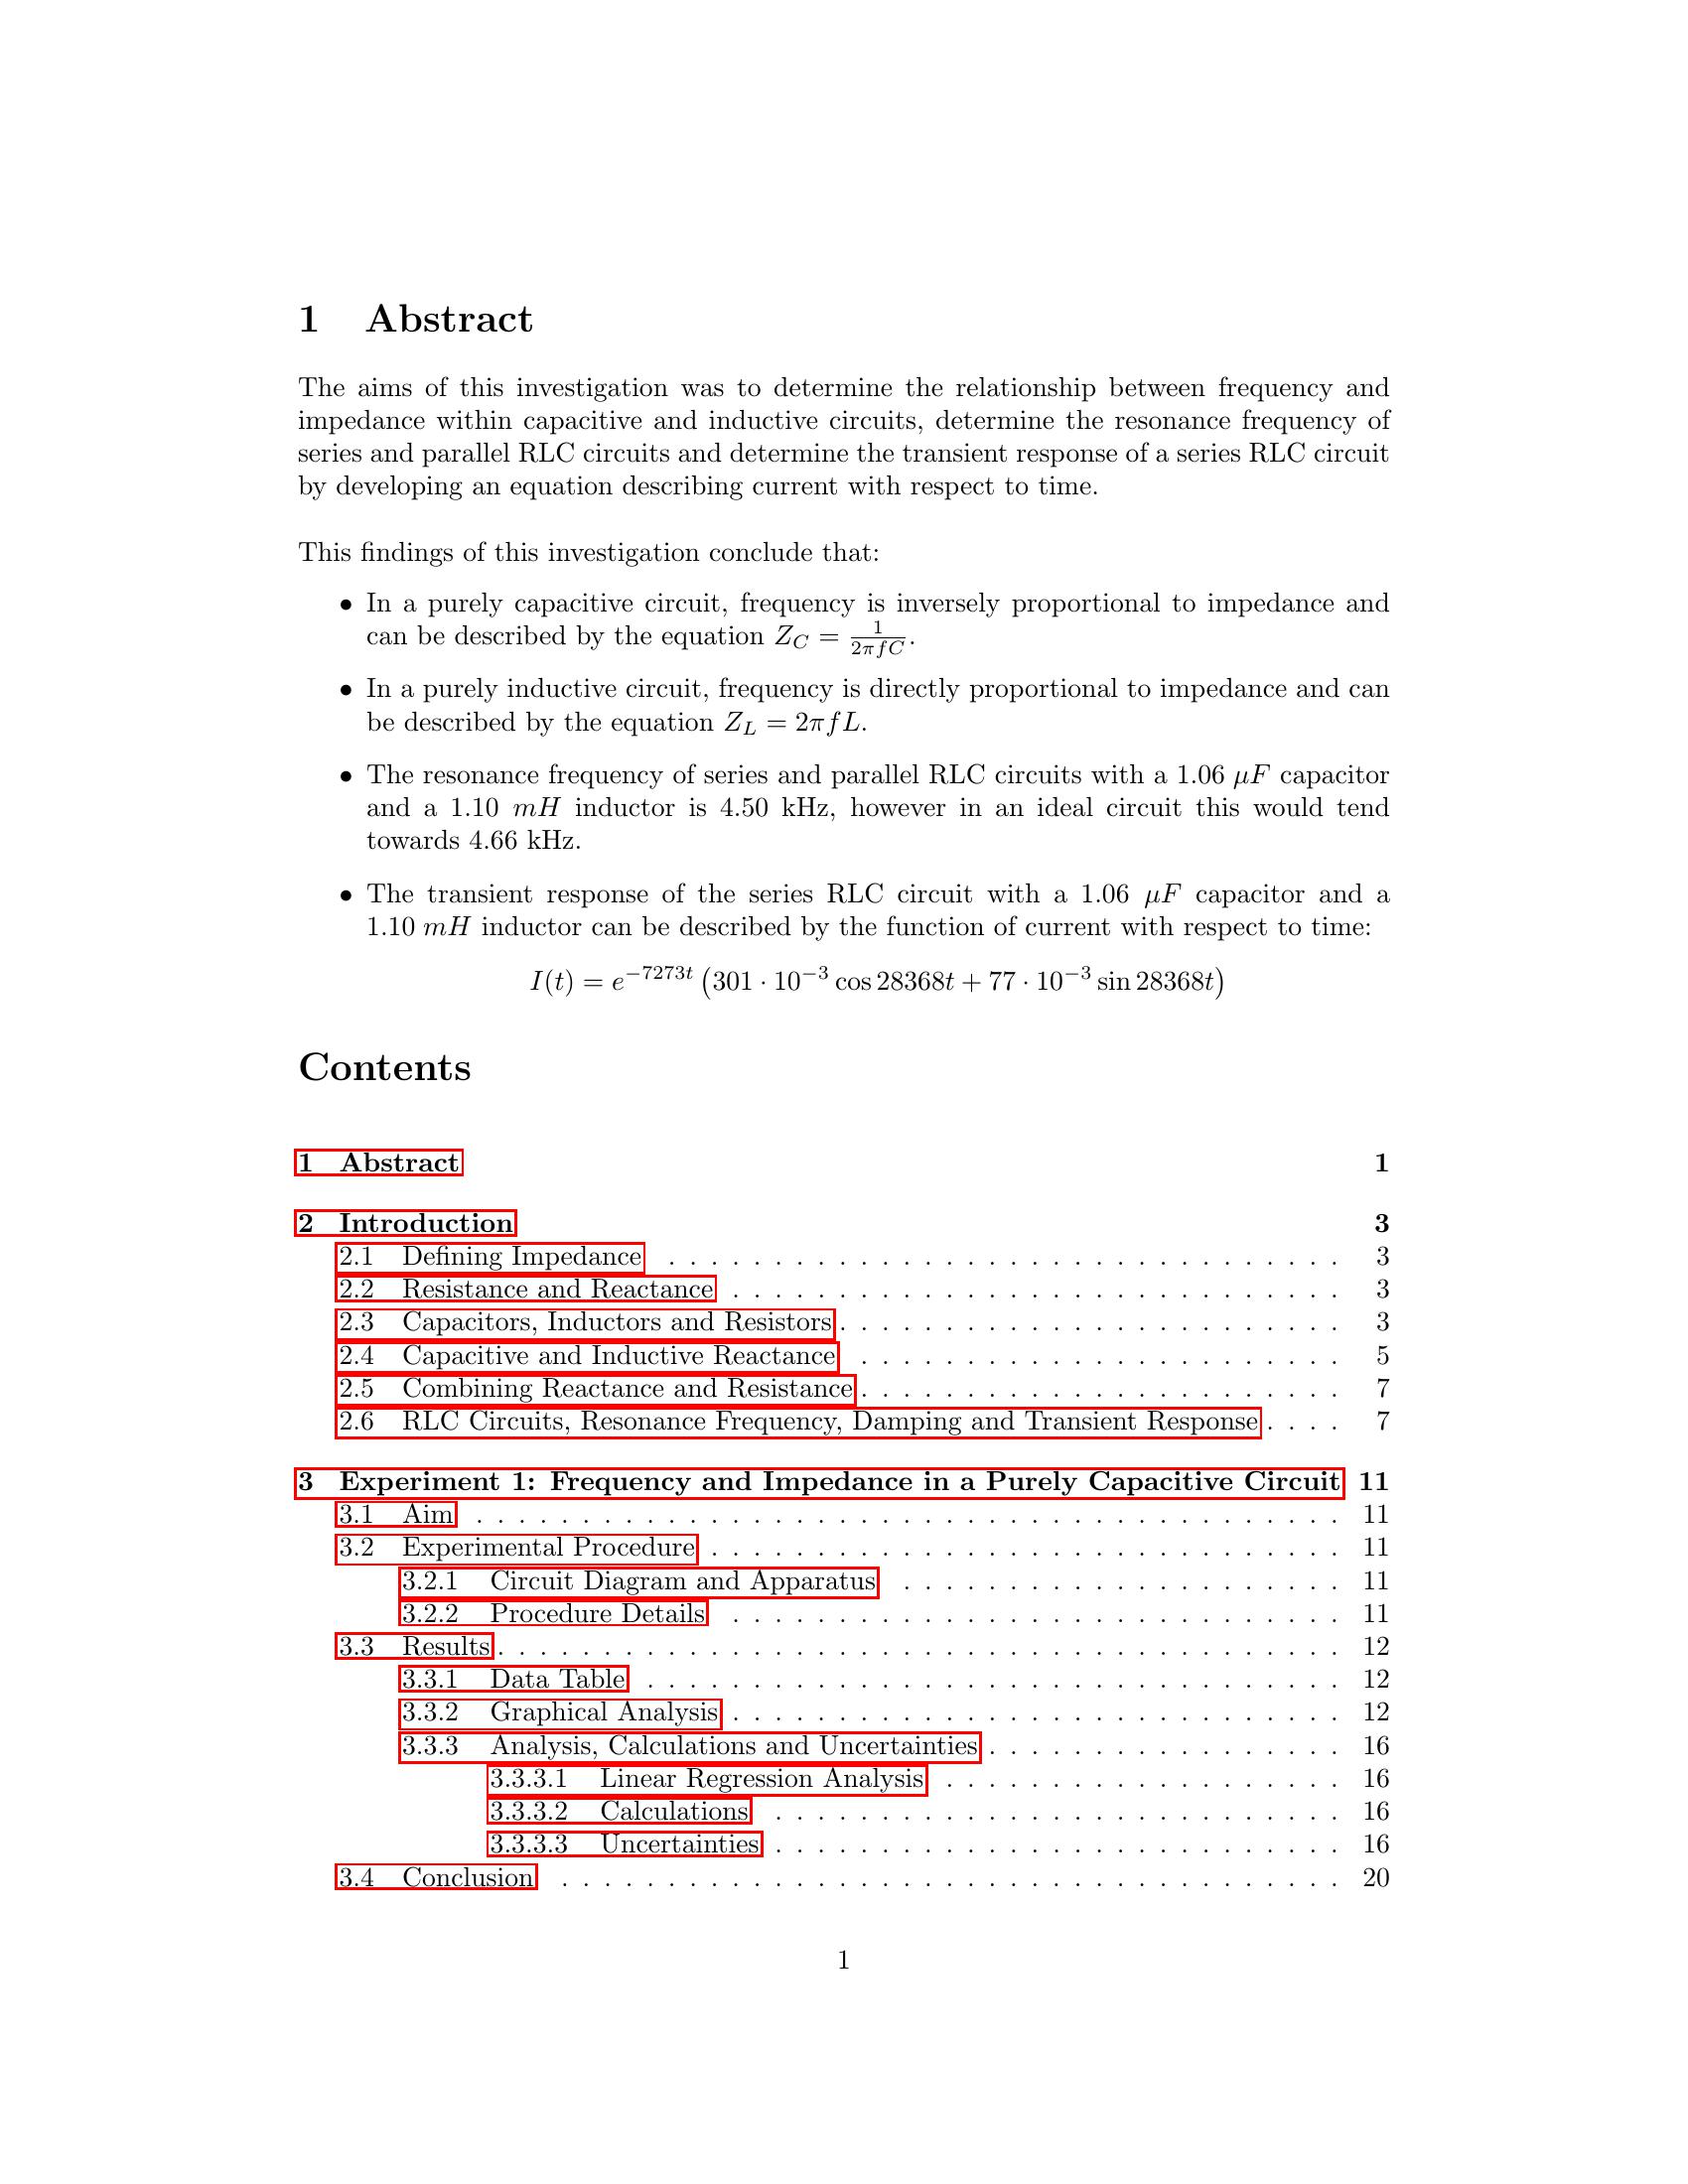 1 Abstract
The aims of this investigation was to determine the relationship between frequency and
impedance within capacitive and inductive circuits, determine the resonance frequency of
series and parallel RLC circuits and determine the transient response of a series RLC circuit
by developing an equation describing current with respect to time.
This findings of this investigation conclude that:
• In a purely capacitive circuit, frequency is inversely proportional to impedance and
can be described by the equation $Z_C = \frac{1}{2\pi fC}$.
• In a purely inductive circuit, frequency is directly proportional to impedance and can
be described by the equation $Z_L = 2\pi fL$.
• The resonance frequency of series and parallel RLC circuits with a 1.06 $\mu F$ capacitor
and a 1.10 $mH$ inductor is 4.50 kHz, however in an ideal circuit this would tend
towards 4.66 kHz.
• The transient response of the series RLC circuit with a 1.06 $\mu F$ capacitor and a
1.10 $mH$ inductor can be described by the function of current with respect to time:
$I(t) = e^{-7273t} \left(301 \cdot 10^{-3} \cos 28368t + 77 \cdot 10^{-3} \sin 28368t\right)$
Contents
1 Abstract 1
2 Introduction 3
2.1 Defining Impedance . . . . . . . . . . . . . . . . . . . . . . . . . . . . . . . . 3
2.2 Resistance and Reactance . . . . . . . . . . . . . . . . . . . . . . . . . . . . . 3
2.3 Capacitors, Inductors and Resistors . . . . . . . . . . . . . . . . . . . . . . . . 3
2.4 Capacitive and Inductive Reactance . . . . . . . . . . . . . . . . . . . . . . . 5
2.5 Combining Reactance and Resistance . . . . . . . . . . . . . . . . . . . . . . . 7
2.6 RLC Circuits, Resonance Frequency, Damping and Transient Response . . . . 7
3 Experiment 1: Frequency and Impedance in a Purely Capacitive Circuit 11
3.1 Aim . . . . . . . . . . . . . . . . . . . . . . . . . . . . . . . . . . . . . . . . . 11
3.2 Experimental Procedure . . . . . . . . . . . . . . . . . . . . . . . . . . . . . . 11
3.2.1 Circuit Diagram and Apparatus . . . . . . . . . . . . . . . . . . . . . 11
3.2.2 Procedure Details . . . . . . . . . . . . . . . . . . . . . . . . . . . . . 11
3.3 Results . . . . . . . . . . . . . . . . . . . . . . . . . . . . . . . . . . . . . . . . 12
3.3.1 Data Table . . . . . . . . . . . . . . . . . . . . . . . . . . . . . . . . . 12
3.3.2 Graphical Analysis . . . . . . . . . . . . . . . . . . . . . . . . . . . . . 12
3.3.3 Analysis, Calculations and Uncertainties . . . . . . . . . . . . . . . . . 16
3.3.3.1 Linear Regression Analysis . . . . . . . . . . . . . . . . . . . 16
3.3.3.2 Calculations . . . . . . . . . . . . . . . . . . . . . . . . . . . 16
3.3.3.3 Uncertainties . . . . . . . . . . . . . . . . . . . . . . . . . . . 16
3.4 Conclusion . . . . . . . . . . . . . . . . . . . . . . . . . . . . . . . . . . . . . 20
1